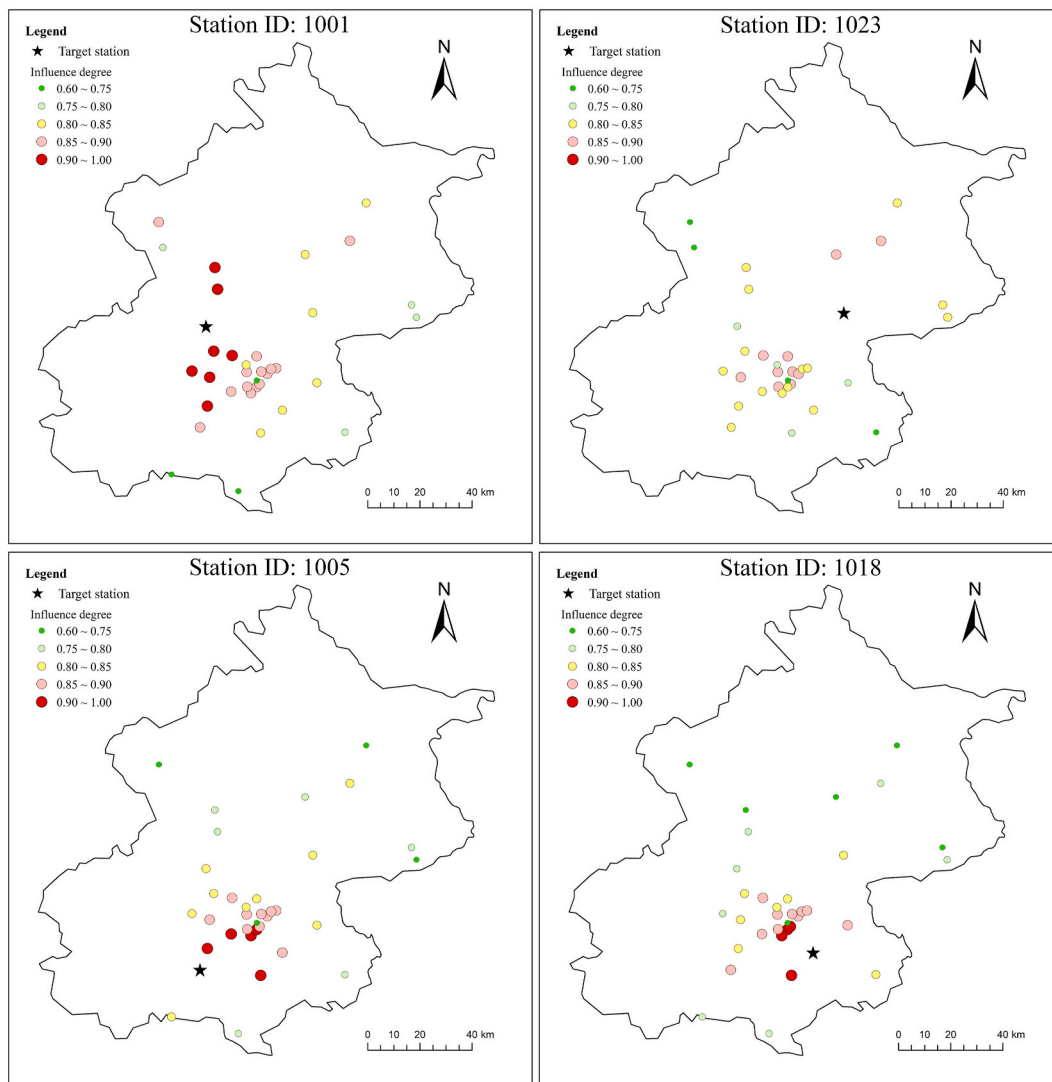 Station ID: 1001
Legend
Target station
Influence degree
0.60 ~ 0.75
0.75 ~ 0.80
0.80 ~ 0.85
0.85 ~ 0.90
0.90 ~ 1.00
N
0 10 20 40 km
Station ID: 1023
Legend
Target station
Influence degree
0.60 ~ 0.75
0.75 ~ 0.80
0.80 ~ 0.85
0.85 ~ 0.90
0.90 ~ 1.00
N
0 10 20 40 km
Station ID: 1005
Legend
Target station
Influence degree
0.60 ~ 0.75
0.75 ~ 0.80
0.80 ~ 0.85
0.85 ~ 0.90
0.90 ~ 1.00
N
0 10 20 40 km
Station ID: 1018
Legend
Target station
Influence degree
0.60 ~ 0.75
0.75 ~ 0.80
0.80 ~ 0.85
0.85 ~ 0.90
0.90 ~ 1.00
N
0 10 20 40 km